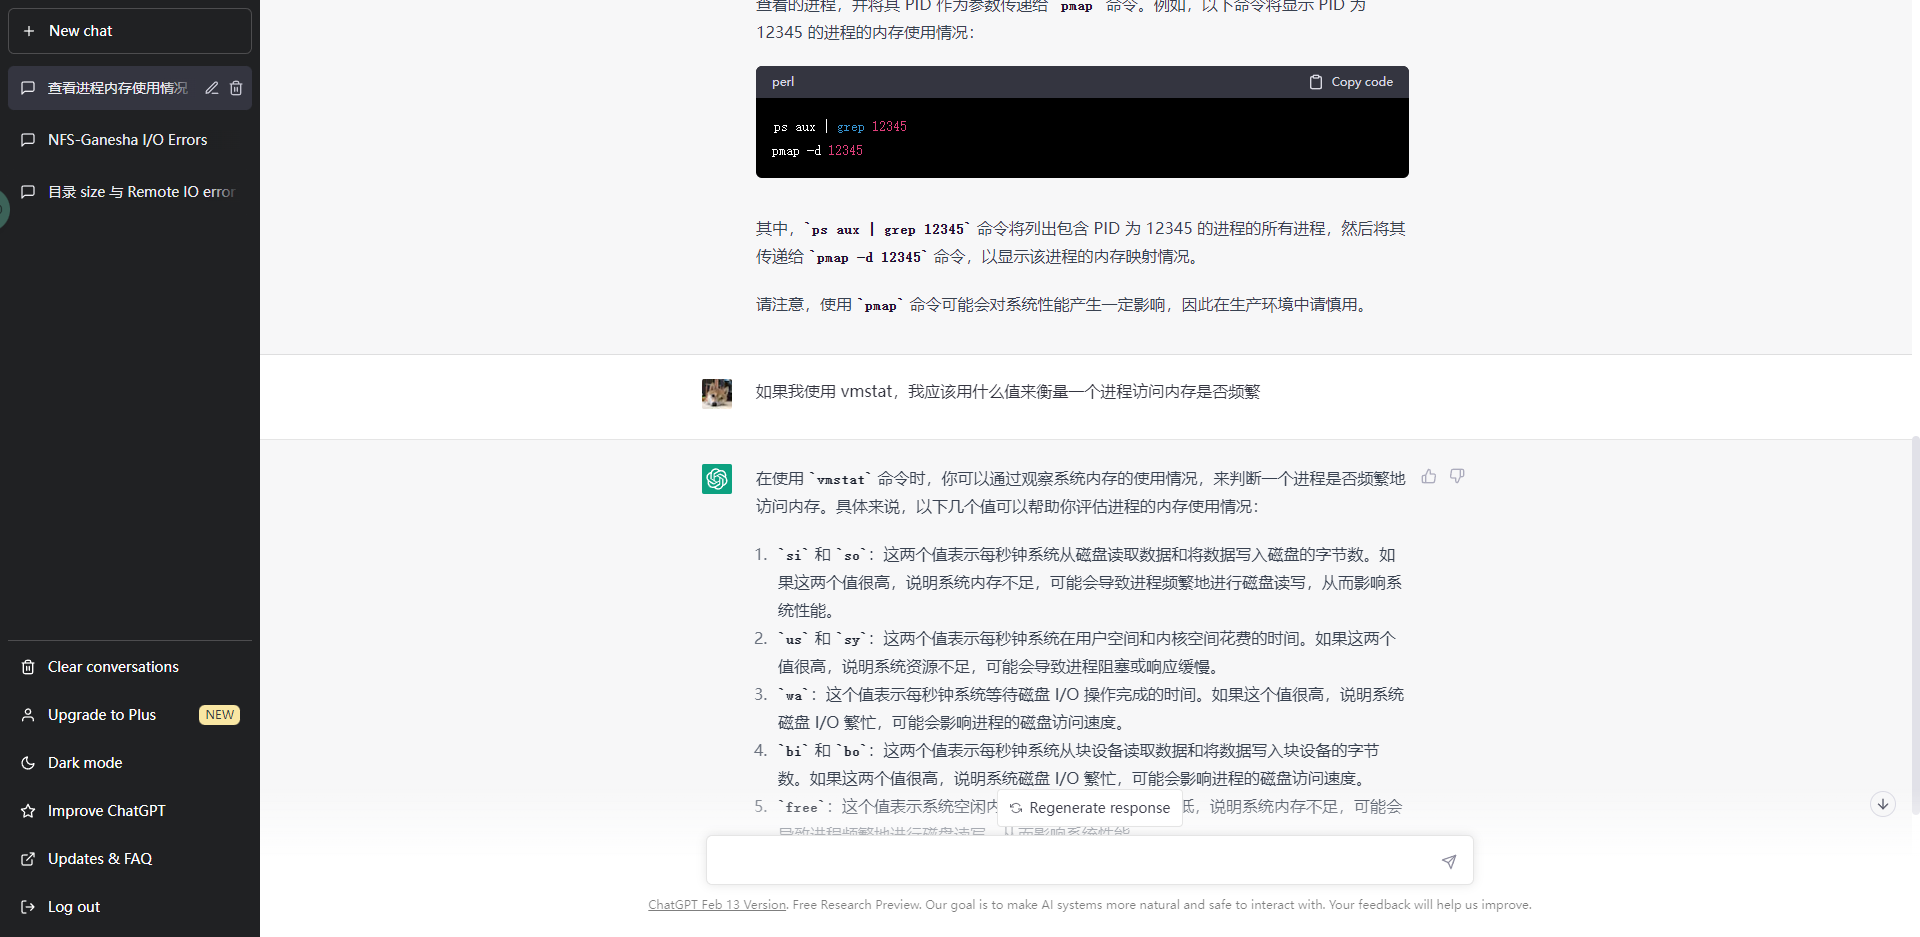 New chat
查看进程内存使用情况
NFS-Ganesha I/O Errors
目录 size 与 Remote IO error
Clear conversations
Upgrade to Plus NEW
Dark mode
Improve ChatGPT
Updates & FAQ
Log out
查看的进程，并将其 PID 作为参数传递给 `pmap` 命令。例如，以下命令将显示 PID 为
12345 的进程的内存使用情况：
perl Copy code
ps aux | grep 12345
pmap -d 12345
其中，`ps aux | grep 12345` 命令将列出包含 PID 为 12345 的进程的所有进程，然后将其
传递给 `pmap -d 12345` 命令，以显示该进程的内存映射情况。
请注意，使用 `pmap` 命令可能会对系统性能产生一定影响，因此在生产环境中请慎用。
如果我使用 vmstat，我应该用什么值来衡量一个进程访问内存是否频繁
在使用 `vmstat` 命令时，你可以通过观察系统内存的使用情况，来判断一个进程是否频繁地
访问内存。具体来说，以下几个值可以帮助你评估进程的内存使用情况：
1. `si` 和 `so`：这两个值表示每秒钟系统从磁盘读取数据和将数据写入磁盘的字节数。如
果这两个值很高，说明系统内存不足，可能会导致进程频繁地进行磁盘读写，从而影响系
统性能。
2. `us` 和 `sy`：这两个值表示每秒钟系统在用户空间和内核空间花费的时间。如果这两个
值很高，说明系统资源不足，可能会导致进程阻塞或响应缓慢。
3. `wa`：这个值表示每秒钟系统等待磁盘 I/O 操作完成的时间。如果这个值很高，说明系统
磁盘 I/O 繁忙，可能会影响进程的磁盘访问速度。
4. `bi` 和 `bo`：这两个值表示每秒钟系统从块设备读取数据和将数据写入块设备的字节
数。如果这两个值很高，说明系统磁盘 I/O 繁忙，可能会影响进程的磁盘访问速度。
5. `free`：这个值表示系统空闲内 低，说明系统内存不足，可能会
导致进程频繁地进行磁盘读写，从而影响系统性能
Regenerate response
ChatGPT Feb 13 Version. Free Research Preview. Our goal is to make AI systems more natural and safe to interact with. Your feedback will help us improve.